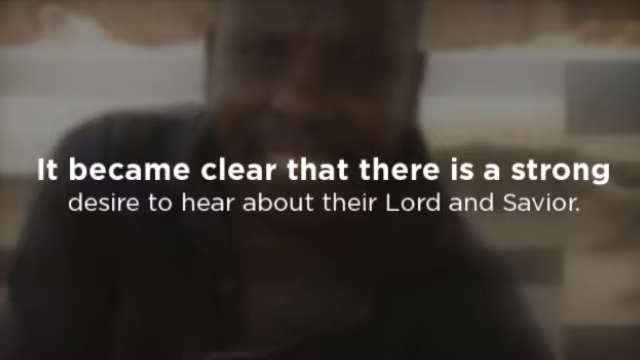 It became clear that there is a strong
desire to hear about their Lord and Savior.